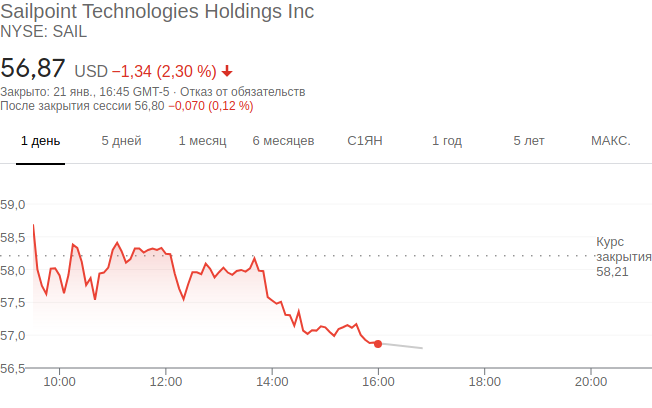 Sailpoint Technologies Holdings Inc
NYSE: SAIL
56,87 USD −1,34 (2,30 %)
Закрыто: 21 янв., 16:45 GMT-5 · Отказ от обязательств
После закрытия сессии 56,80 −0,070 (0,12 %)
1 день 5 дней 1 месяц 6 месяцев С1ЯН 1 год 5 лет МАКС.
59,0
58,5
58,0
57,5
57,0
56,5
Курс
закрытия
58,21
10:00 12:00 14:00 16:00 18:00 20:00